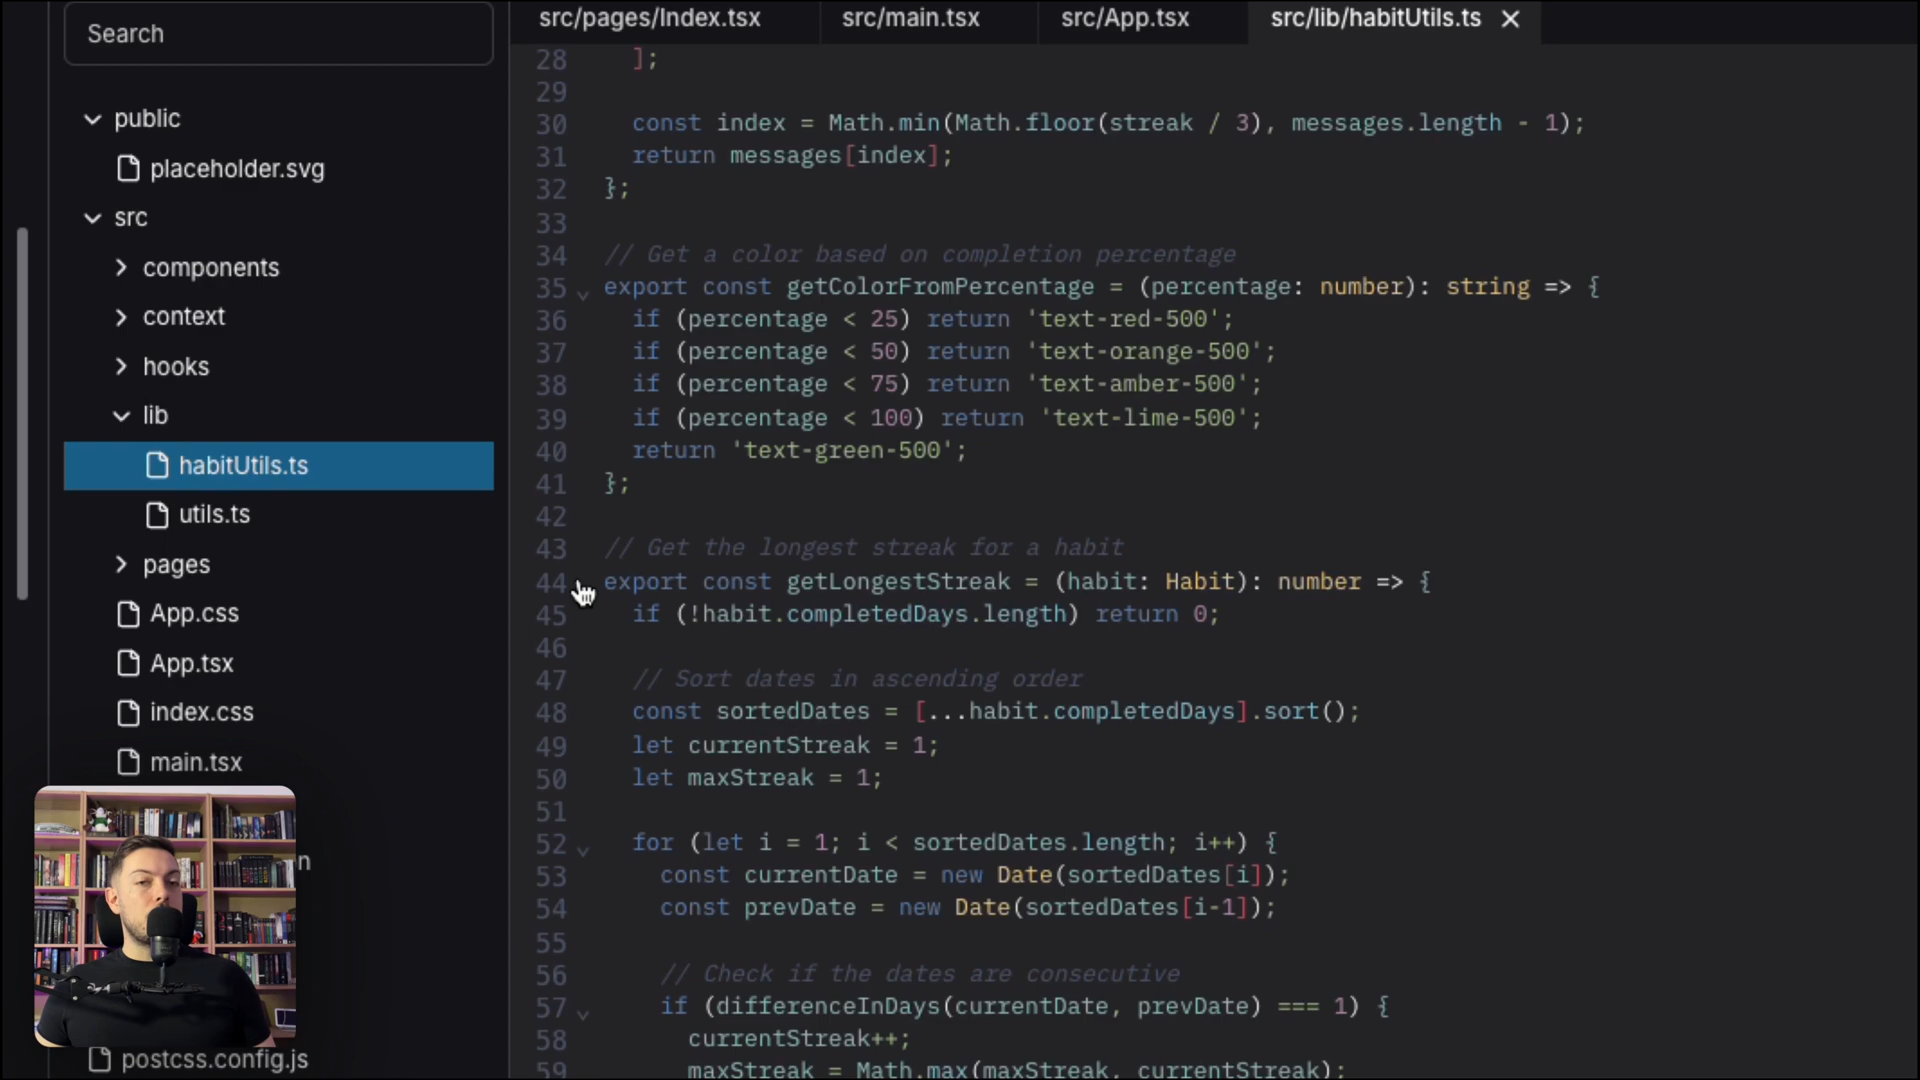 Search
public
placeholder.svg
src
components
context
hooks
lib
habitUtils.ts
utils.ts
pages
App.css
App.tsx
index.css
main.tsx
n
postcss.config.js
src/pages/Index.tsx
src/main.tsx
src/App.tsx
src/lib/habitUtils.ts
28 ];
29
30 const index = Math.min(Math.floor(streak / 3), messages.length - 1);
31 return messages[index];
32 };
33
34 // Get a color based on completion percentage
35 export const getColorFromPercentage = (percentage: number): string => {
36 if (percentage < 25) return 'text-red-500';
37 if (percentage < 50) return 'text-orange-500';
38 if (percentage < 75) return 'text-amber-500';
39 if (percentage < 100) return 'text-lime-500';
40 return 'text-green-500';
41 };
42
43 // Get the longest streak for a habit
44 export const getLongestStreak = (habit: Habit): number => {
45 if (!habit.completedDays.length) return 0;
46
47 // Sort dates in ascending order
48 const sortedDates = [...habit.completedDays].sort();
49 let currentStreak = 1;
50 let maxStreak = 1;
51
52 for (let i = 1; i < sortedDates.length; i++) {
53 const currentDate = new Date(sortedDates[i]);
54 const prevDate = new Date(sortedDates[i-1]);
55
56 // Check if the dates are consecutive
57 if (differenceInDays(currentDate, prevDate) === 1) {
58 currentStreak++;
59 maxStreak = Math.max(maxStreak, currentStreak);